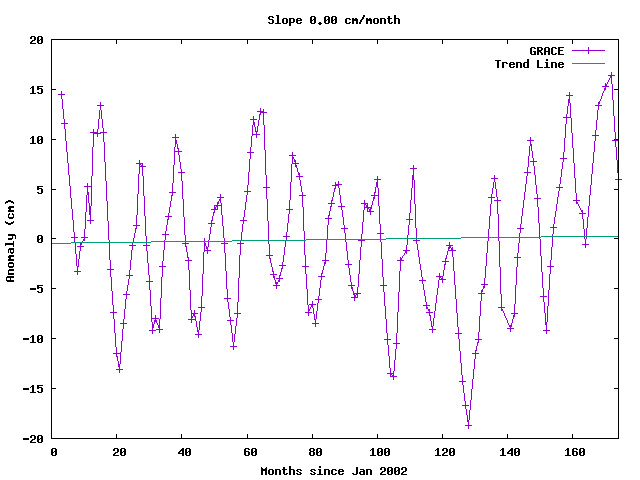 Slope 0.00 cm/month
GRACE
Trend Line
20
15
10
5
0
-5
-10
-15
-20
Anomaly (cm)
0 20 40 60 80 100 120 140 160
Months since Jan 2002